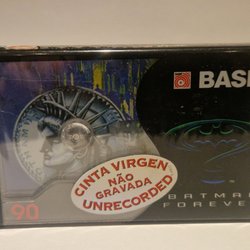 BASF
CINTA VIRGEN
NÃO
GRAVADA
UNRECORDED
BATMAN
FOREVER
90